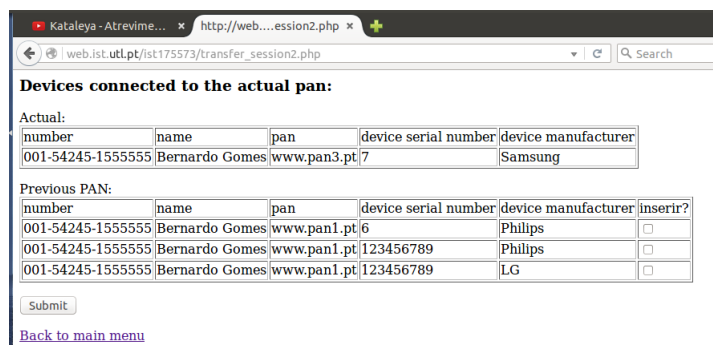 Kataleya - Atrevime... × http://web....ession2.php ×
web.ist.utl.pt/ist175573/transfer_session2.php Search
Devices connected to the actual pan:
Actual:
number name pan device serial number device manufacturer
001-54245-1555555 Bernardo Gomes www.pan3.pt 7 Samsung
Previous PAN:
number name pan device serial number device manufacturer inserir?
001-54245-1555555 Bernardo Gomes www.pan1.pt 6 Philips
001-54245-1555555 Bernardo Gomes www.pan1.pt 123456789 Philips
001-54245-1555555 Bernardo Gomes www.pan1.pt 123456789 LG
Submit
Back to main menu